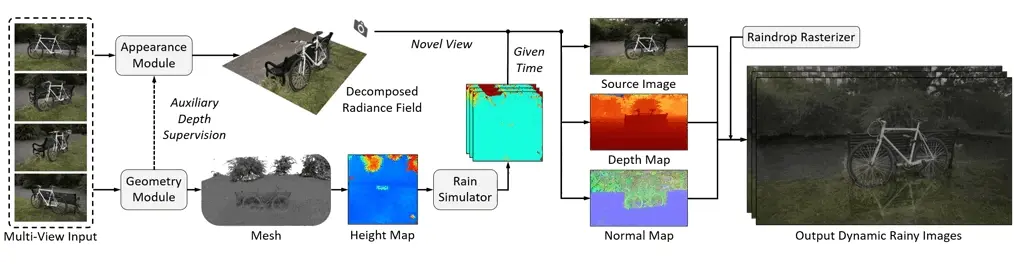 Multi-View Input
Appearance
Module
Auxiliary
Depth
Supervision
Geometry
Module
Decomposed
Radiance Field
Mesh
Height Map
Rain
Simulator
Novel View
Given
Time
Source Image
Depth Map
Normal Map
Raindrop Rasterizer
Output Dynamic Rainy Images